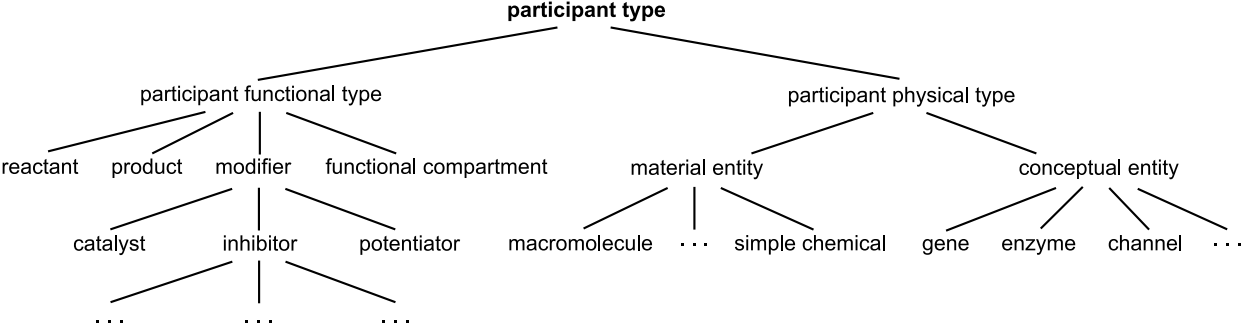 participant type
participant functional type participant physical type
reactant product modifier functional compartment material entity conceptual entity
catalyst inhibitor potentiator macromolecule ... simple chemical gene enzyme channel ...
... ... ...